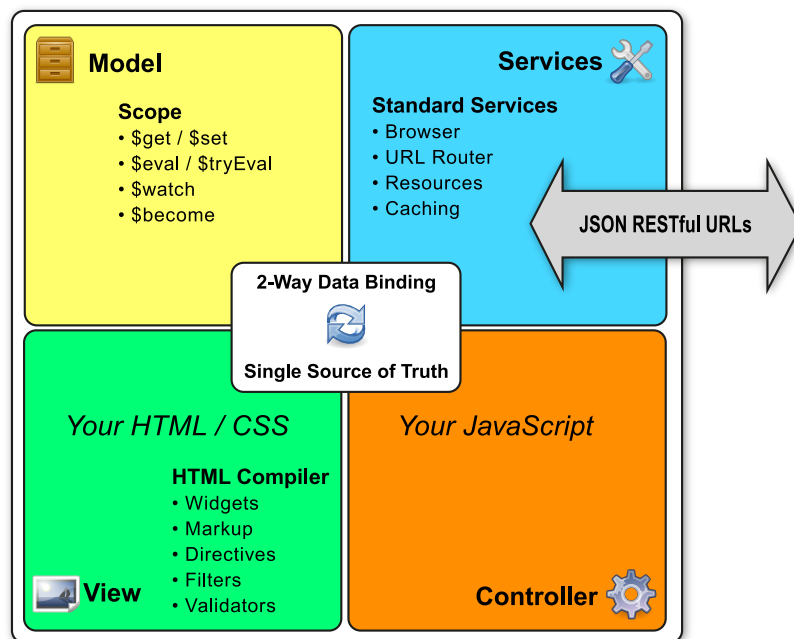 Model
Scope
• $get / $set
• $eval / $tryEval
• $watch
• $become
Services
Standard Services
• Browser
• URL Router
• Resources
• Caching
JSON RESTful URLs
2-Way Data Binding
Single Source of Truth
Your HTML / CSS
HTML Compiler
• Widgets
• Markup
• Directives
• Filters
• Validators
View
Your JavaScript
Controller